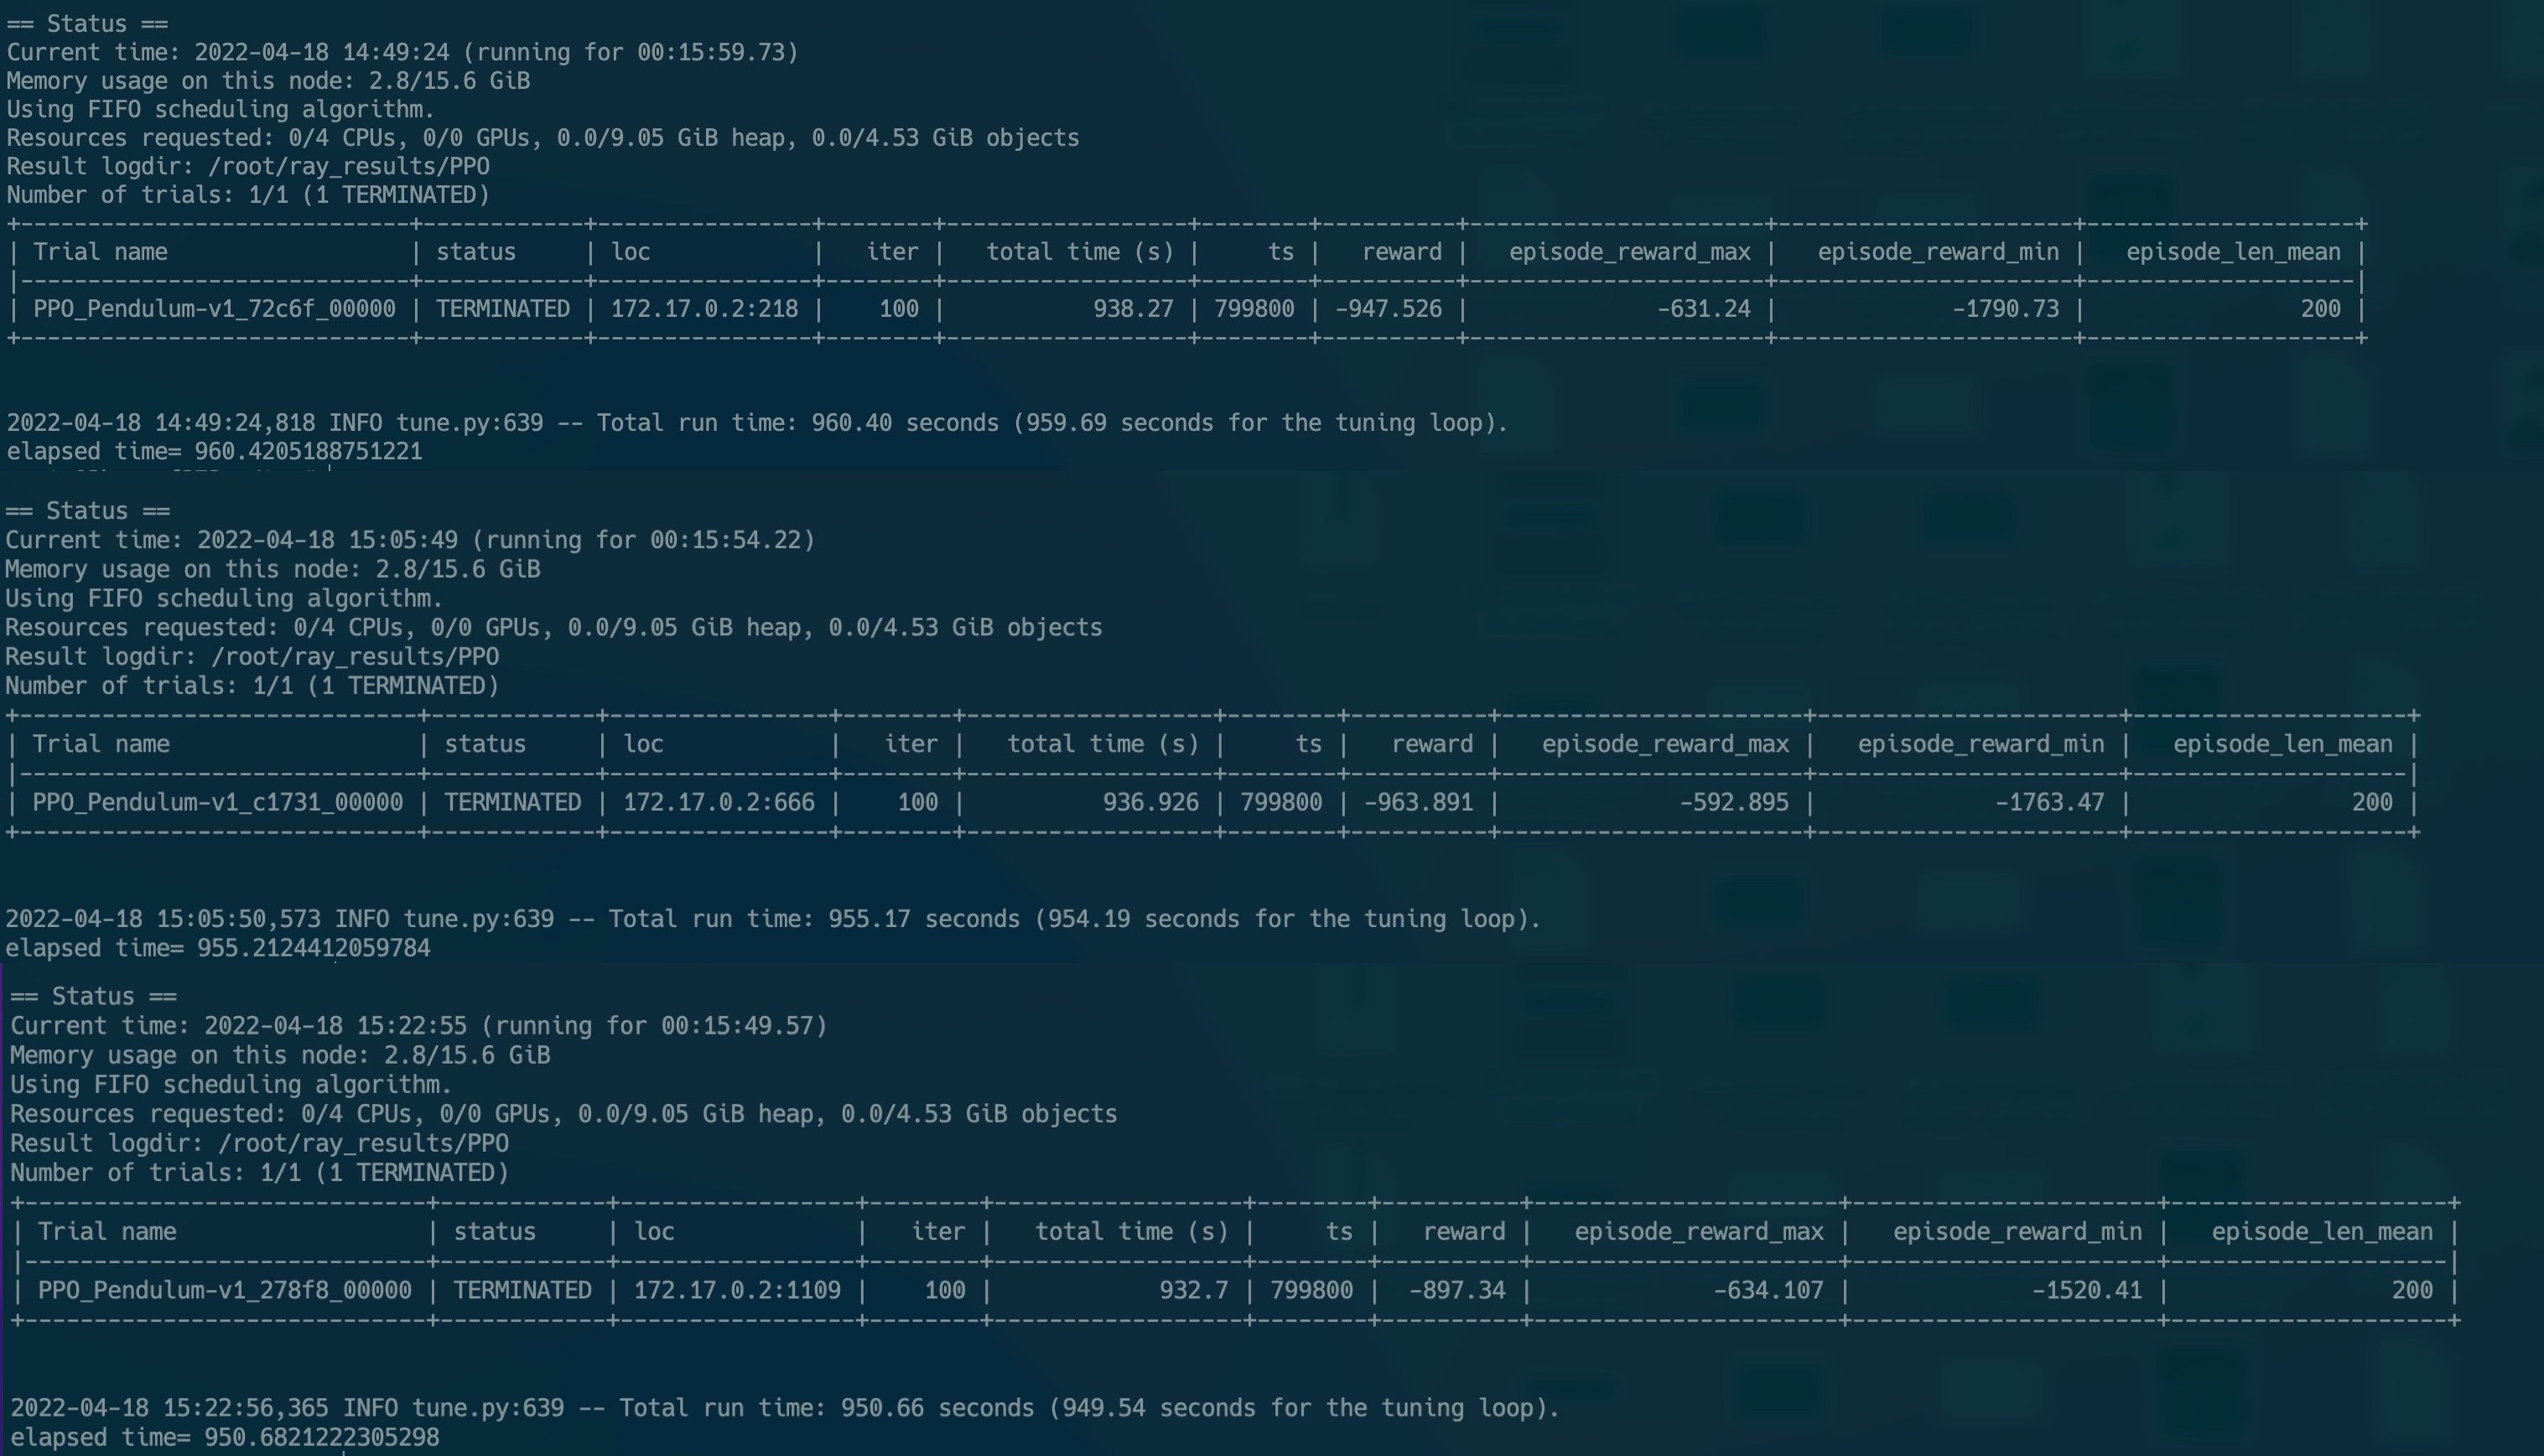 == Status ==
Current time: 2022-04-18 14:49:24 (running for 00:15:59.73)
Memory usage on this node: 2.8/15.6 GiB
Using FIFO scheduling algorithm.
Resources requested: 0/4 CPUs, 0/0 GPUs, 0.0/9.05 GiB heap, 0.0/4.53 GiB objects
Result logdir: /root/ray_results/PPO
Number of trials: 1/1 (1 TERMINATED)
| Trial name | status | loc | iter | total time (s) | ts | reward | episode_reward_max | episode_reward_min | episode_len_mean |
| PPO_Pendulum-v1_72c6f_00000 | TERMINATED | 172.17.0.2:218 | 100 | 938.27 | 799800 | -947.526 | -631.24 | -1790.73 | 200 |
2022-04-18 14:49:24,818 INFO tune.py:639 -- Total run time: 960.40 seconds (959.69 seconds for the tuning loop).
elapsed time= 960.4205188751221
== Status ==
Current time: 2022-04-18 15:05:49 (running for 00:15:54.22)
Memory usage on this node: 2.8/15.6 GiB
Using FIFO scheduling algorithm.
Resources requested: 0/4 CPUs, 0/0 GPUs, 0.0/9.05 GiB heap, 0.0/4.53 GiB objects
Result logdir: /root/ray_results/PPO
Number of trials: 1/1 (1 TERMINATED)
| Trial name | status | loc | iter | total time (s) | ts | reward | episode_reward_max | episode_reward_min | episode_len_mean |
| PPO_Pendulum-v1_c1731_00000 | TERMINATED | 172.17.0.2:666 | 100 | 936.926 | 799800 | -963.891 | -592.895 | -1763.47 | 200 |
2022-04-18 15:05:50,573 INFO tune.py:639 -- Total run time: 955.17 seconds (954.19 seconds for the tuning loop).
elapsed time= 955.2124412059784
== Status ==
Current time: 2022-04-18 15:22:55 (running for 00:15:49.57)
Memory usage on this node: 2.8/15.6 GiB
Using FIFO scheduling algorithm.
Resources requested: 0/4 CPUs, 0/0 GPUs, 0.0/9.05 GiB heap, 0.0/4.53 GiB objects
Result logdir: /root/ray_results/PPO
Number of trials: 1/1 (1 TERMINATED)
| Trial name | status | loc | iter | total time (s) | ts | reward | episode_reward_max | episode_reward_min | episode_len_mean |
| PPO_Pendulum-v1_278f8_00000 | TERMINATED | 172.17.0.2:1109 | 100 | 932.7 | 799800 | -897.34 | -634.107 | -1520.41 | 200 |
2022-04-18 15:22:56,365 INFO tune.py:639 -- Total run time: 950.66 seconds (949.54 seconds for the tuning loop).
elapsed time= 950.6821222305298